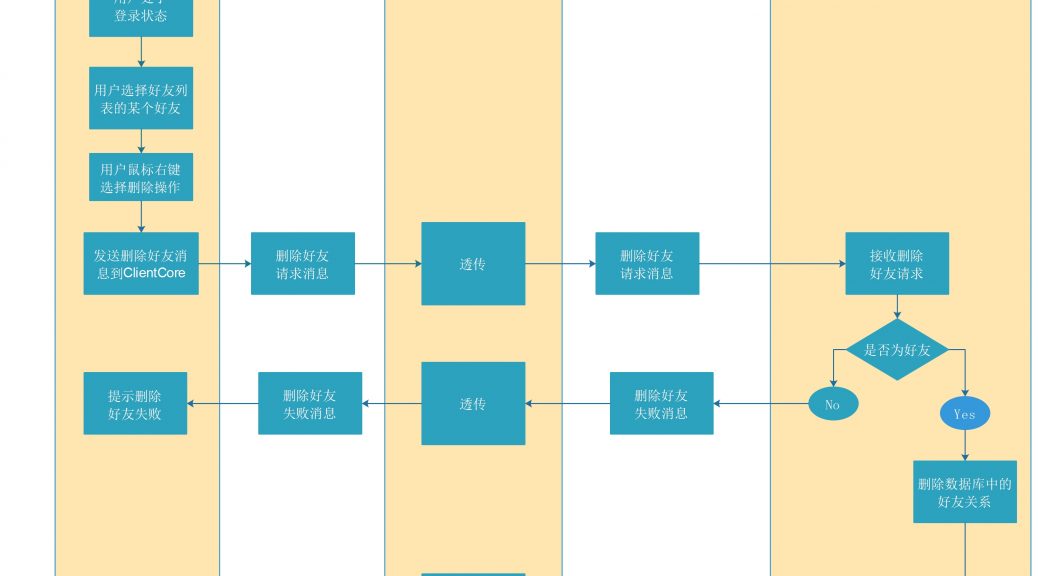 登录状态
用户选择好友列
表的某个好友
用户鼠标右键
选择删除操作
发送删除好友消
息到ClientCore
删除好友
请求消息
透传
删除好友
请求消息
接收删除
好友请求
是否为好友
提示删除
好友失败
删除好友
失败消息
透传
删除好友
失败消息
No
Yes
删除数据库中的
好友关系